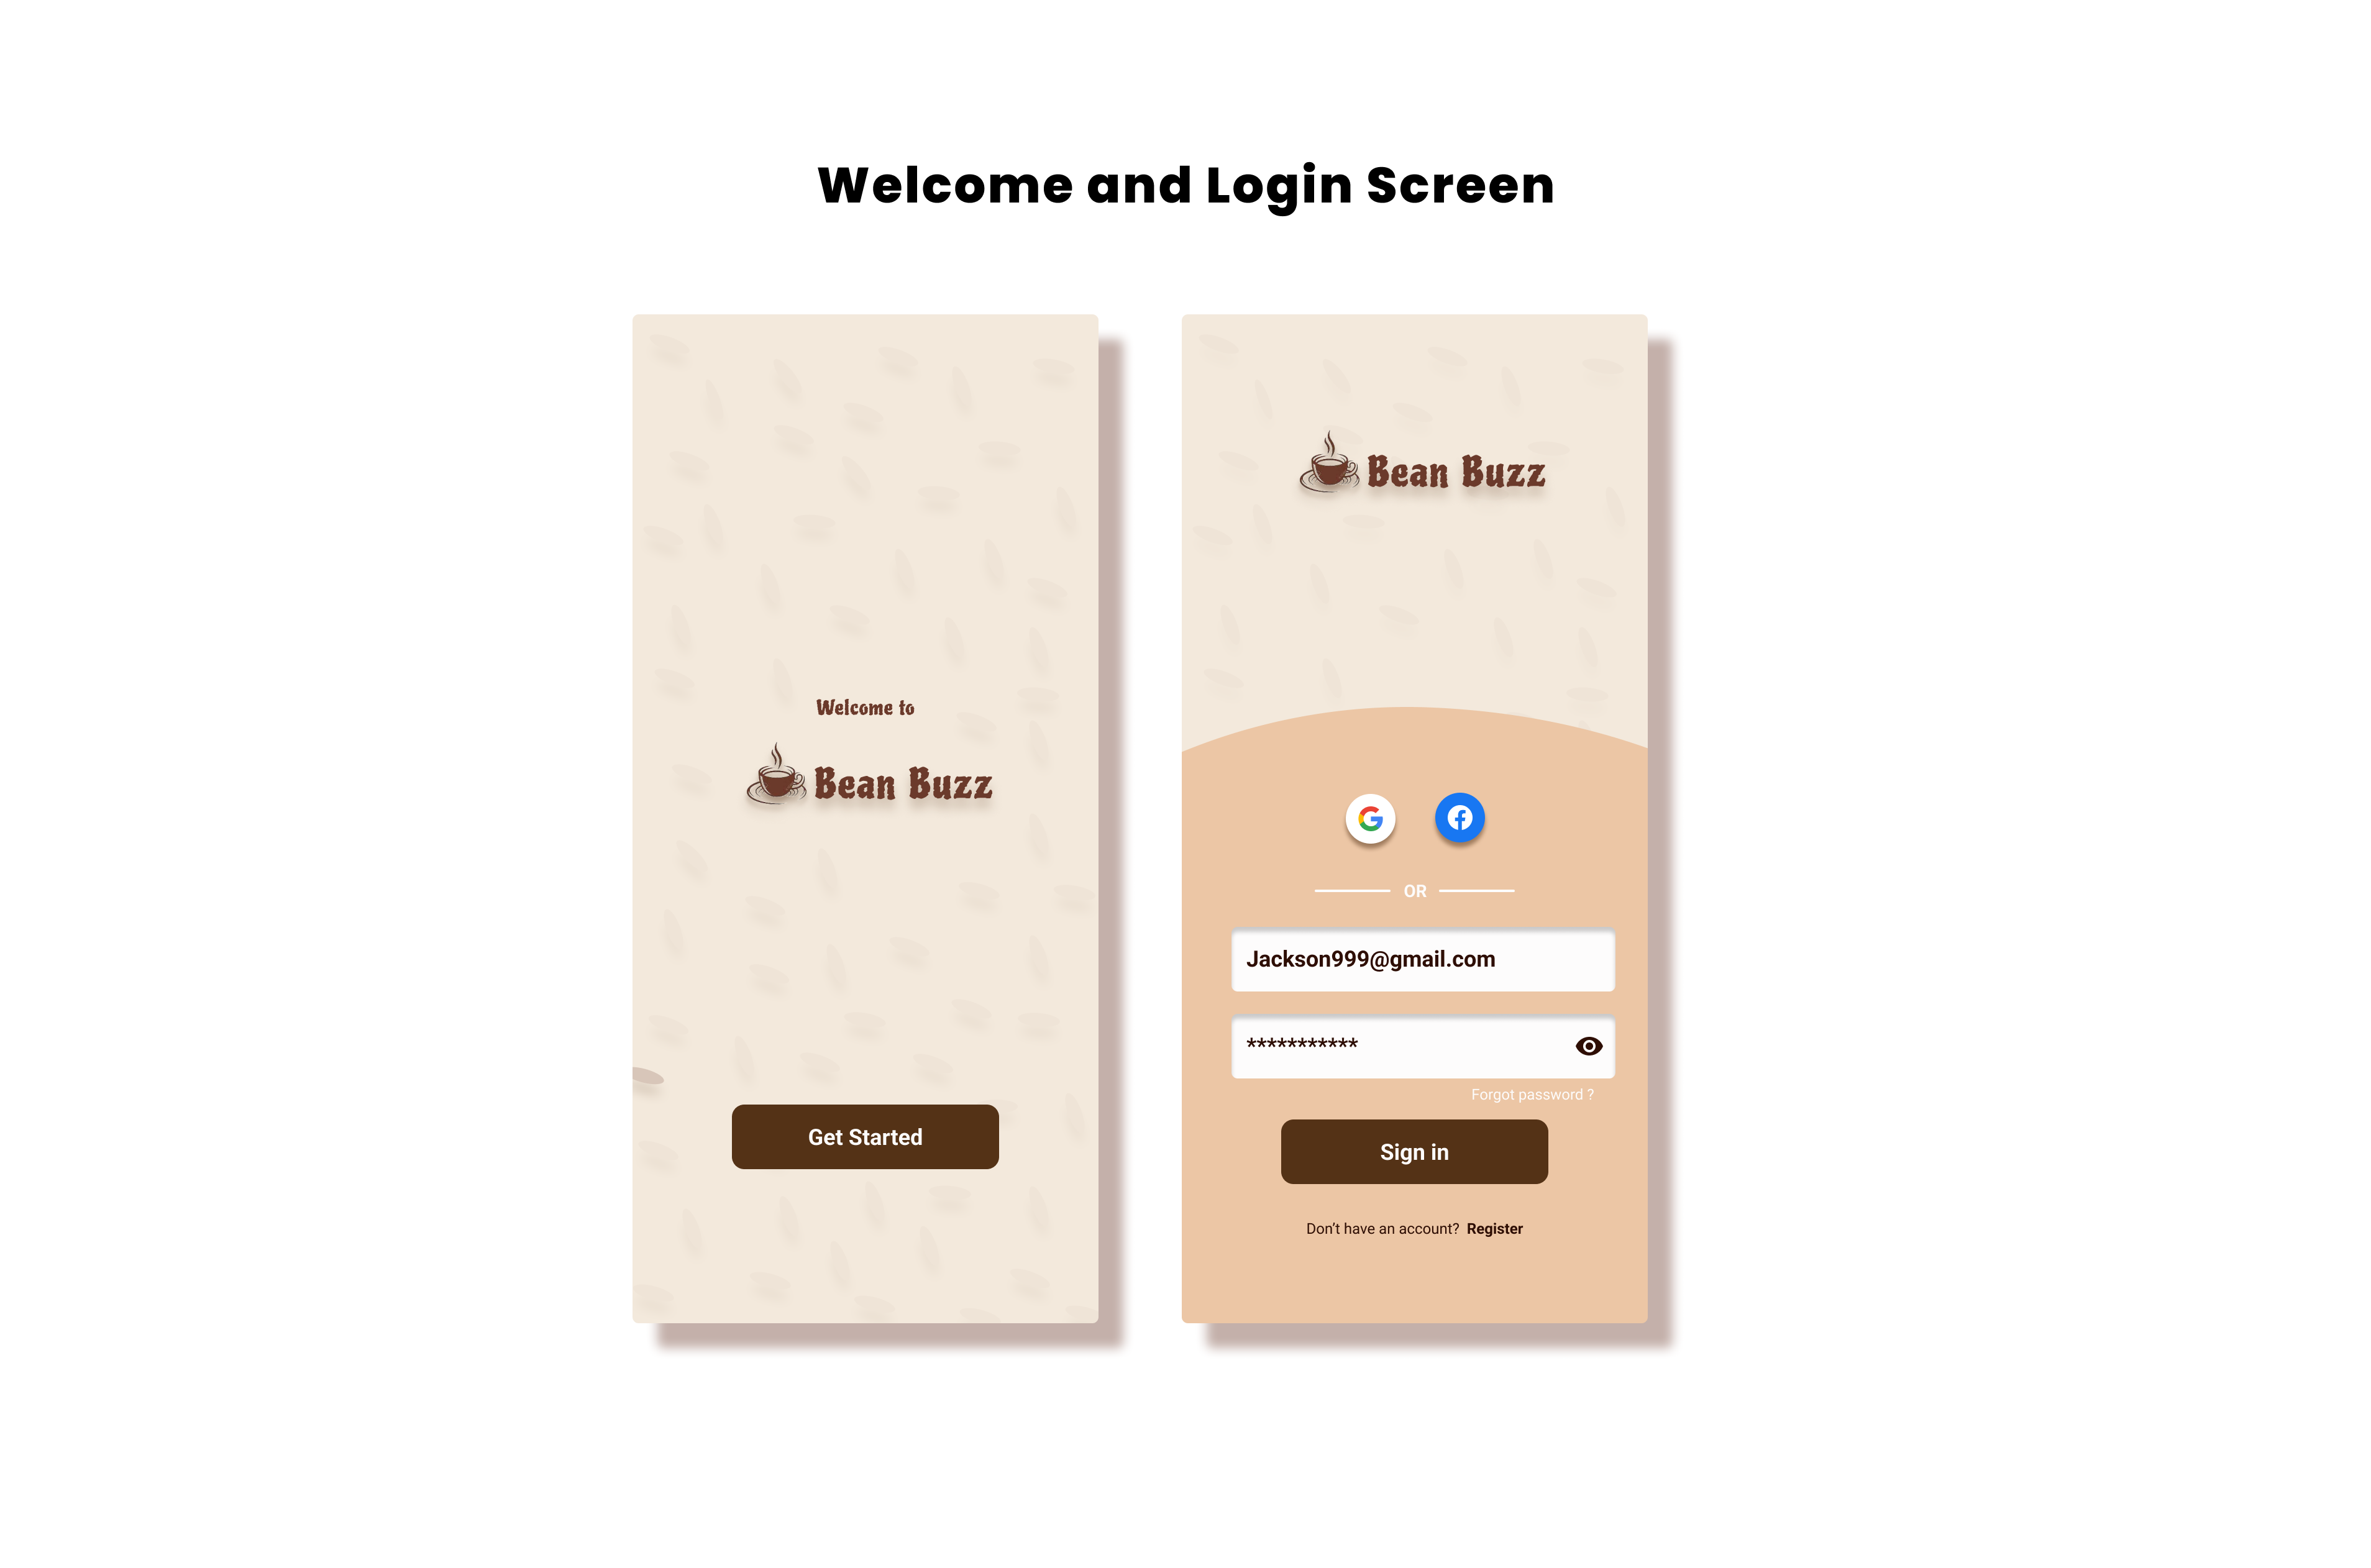 Welcome and Login Screen
Welcome to
Bean Buzz
Get Started
Bean Buzz
OR
Jackson999@gmail.com
***********
Forgot password ?
Sign in
Don't have an account? Register